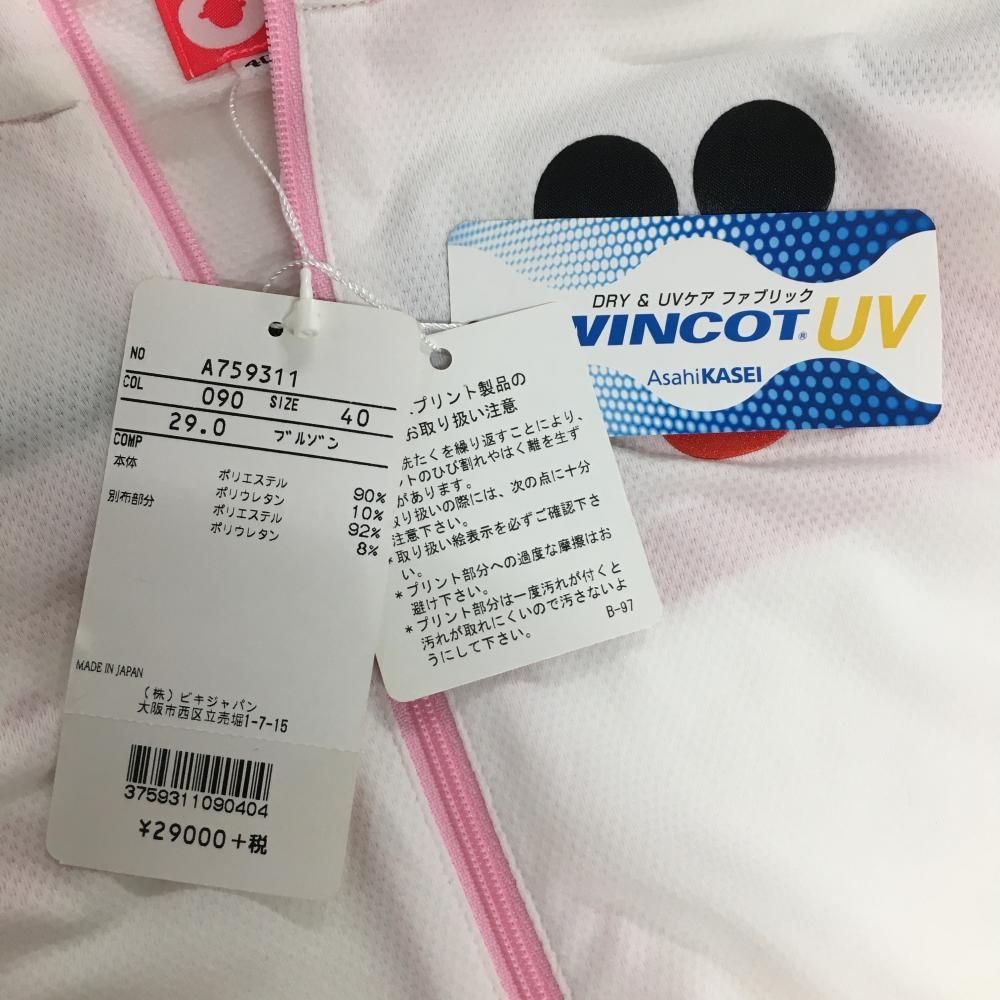 NO A759311
COL 090 SIZE 40
29.0 ブルゾン
COMP
本体 ポリエステル 90%
ポリウレタン 10%
別布部分 ポリエステル 92%
ポリウレタン 8%
MADE IN JAPAN
(株)ビキジャパン
大阪市西区立売堀1-7-15
3759311090404
¥29000+税
プリント製品の
お取り扱い注意
洗たくを繰り返すことにより、
ントのひび割れやはく離を生ず
があります。
取り扱いの際には、次の点に十分
注意下さい。
*取り扱い絵表示を必ずご確認下さ
い。
*プリント部分への過度な摩擦はお
避け下さい。
*プリント部分は一度汚れが付くと
汚れが取れにくいので汚さないよ
うにして下さい。
B-97
DRY & UVケア ファブリック
VINCOT® UV
AsahiKASEI